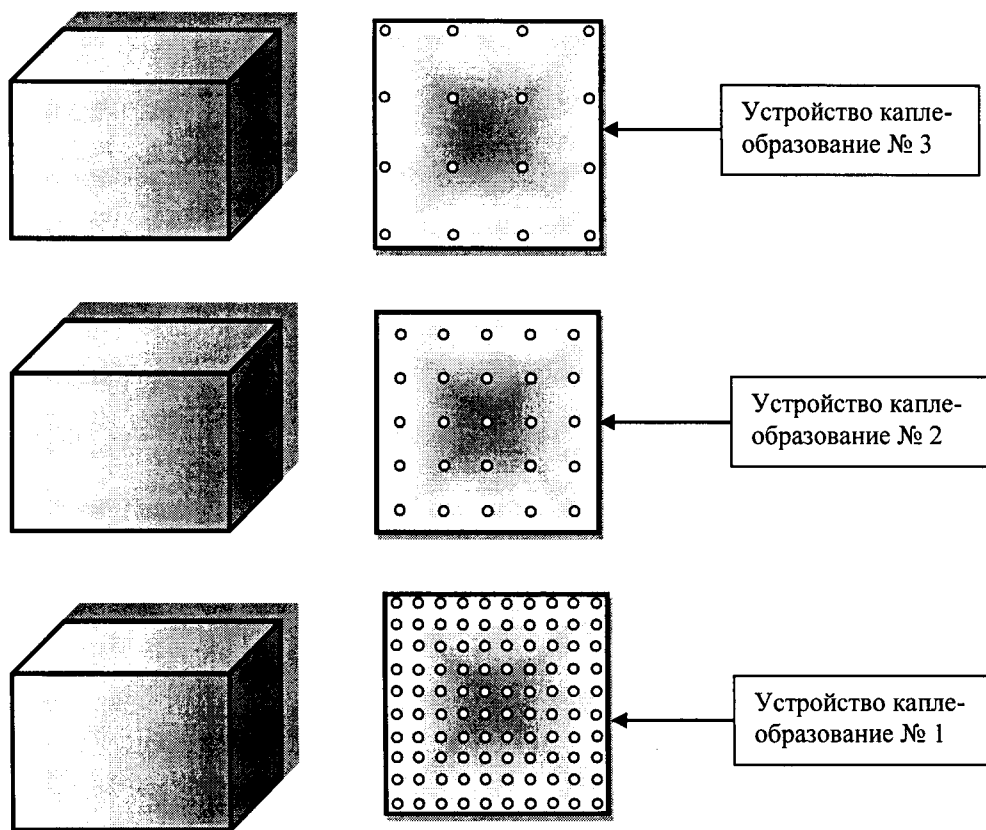 Устройство капле-
образование № 3
Устройство капле-
образование № 2
Устройство капле-
образование № 1